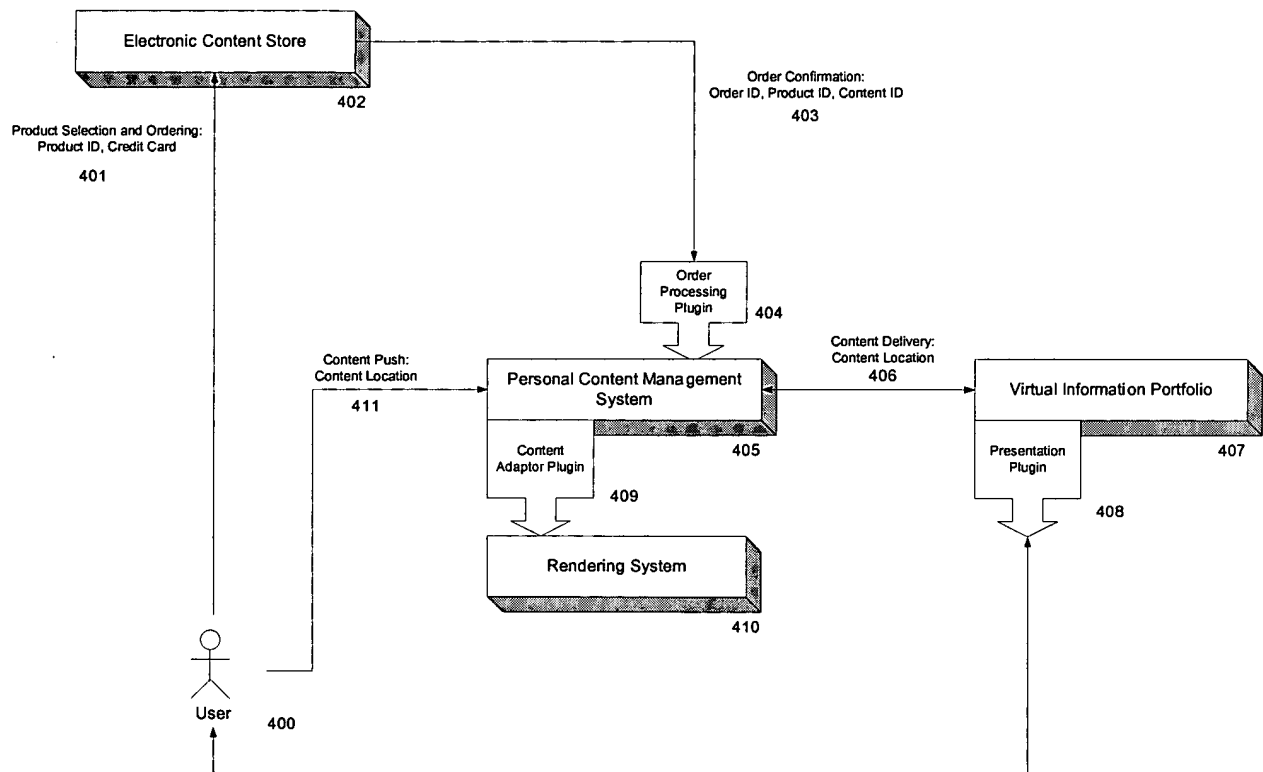 Electronic Content Store
402
Order Confirmation:
Order ID, Product ID, Content ID
403
Product Selection and Ordering:
Product ID, Credit Card
401
Order
Processing
Plugin
404
Content Push:
Content Location
411
Personal Content Management
System
405
Content Delivery:
Content Location
406
Virtual Information Portfolio
407
Content
Adaptor Plugin
409
Presentation
Plugin
408
Rendering System
410
User
400